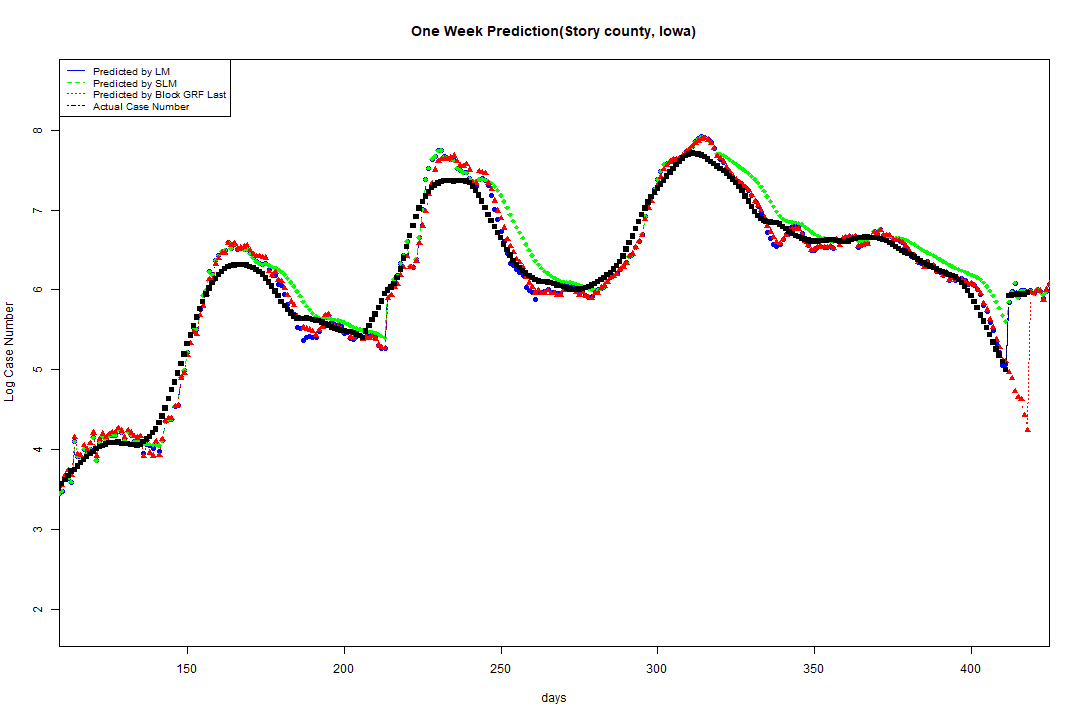 One Week Prediction(Story county, Iowa)
Predicted by LM
Predicted by SLM
Predicted by Block GRF Last
Actual Case Number
8
7
6
5
4
3
2
Log Case Number
150 200 250 300 350 400
days